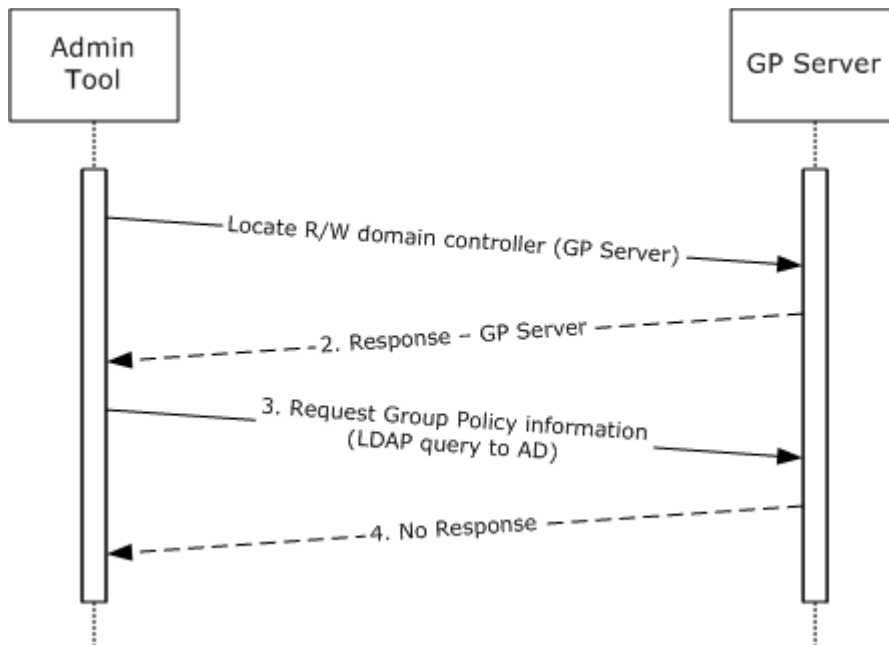 Admin
Tool
GP Server
Locate R/W domain controller (GP Server)
2. Response – GP Server
3. Request Group Policy information
(LDAP query to AD)
4. No Response